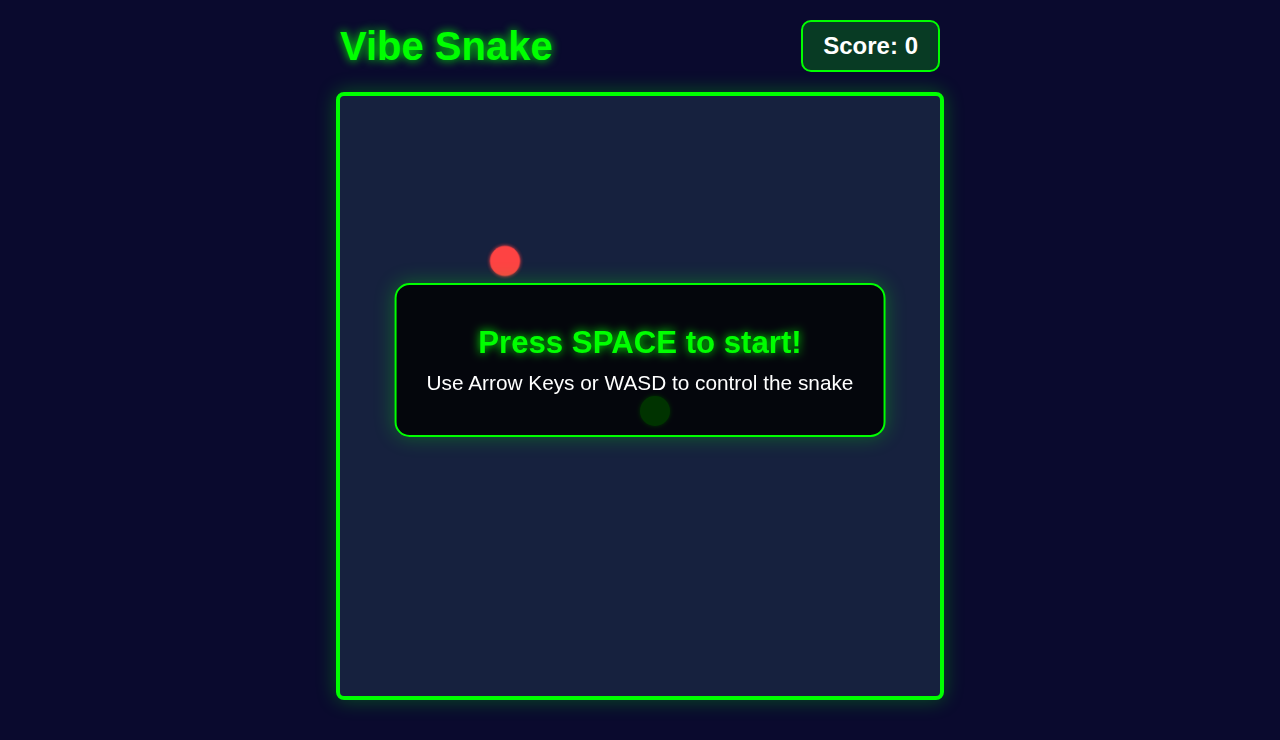 Vibe Snake
Score: 0
Press SPACE to start!
Use Arrow Keys or WASD to control the snake